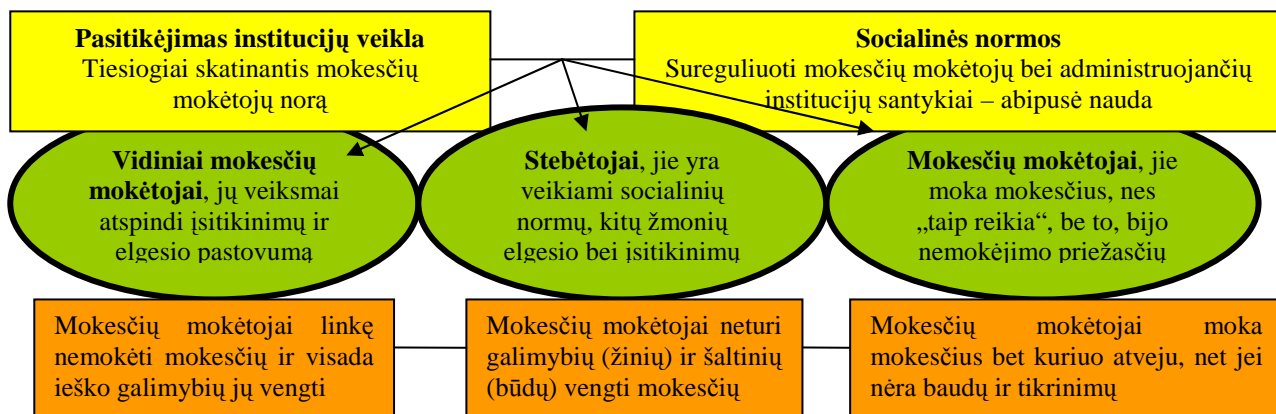 Pasitikėjimas institucijų veikla
Tiesiogiai skatinantis mokesčių
mokėtojų norą
Socialinės normos
Sureguliuoti mokesčių mokėtojų bei administruojančių
institucijų santykiai – abipusė nauda
Vidiniai mokesčių
mokėtojai, jų veiksmai
atspindi įsitikinimų ir
elgesio pastovumą
Stebėtojai, jie yra
veikiami socialinių
normų, kitų žmonių
elgesio bei įsitikinimų
Mokesčių mokėtojai, jie
moka mokesčius, nes
„taip reikia“, be to, bijo
nemokėjimo priežasčių
Mokesčių mokėtojai linkę
nemokėti mokesčių ir visada
ieško galimybių jų vengti
Mokesčių mokėtojai neturi
galimybių (žinių) ir šaltinių
(būdų) vengti mokesčių
Mokesčių mokėtojai moka
mokesčius bet kuriuo atveju, net jei
nėra baudų ir tikrinimų